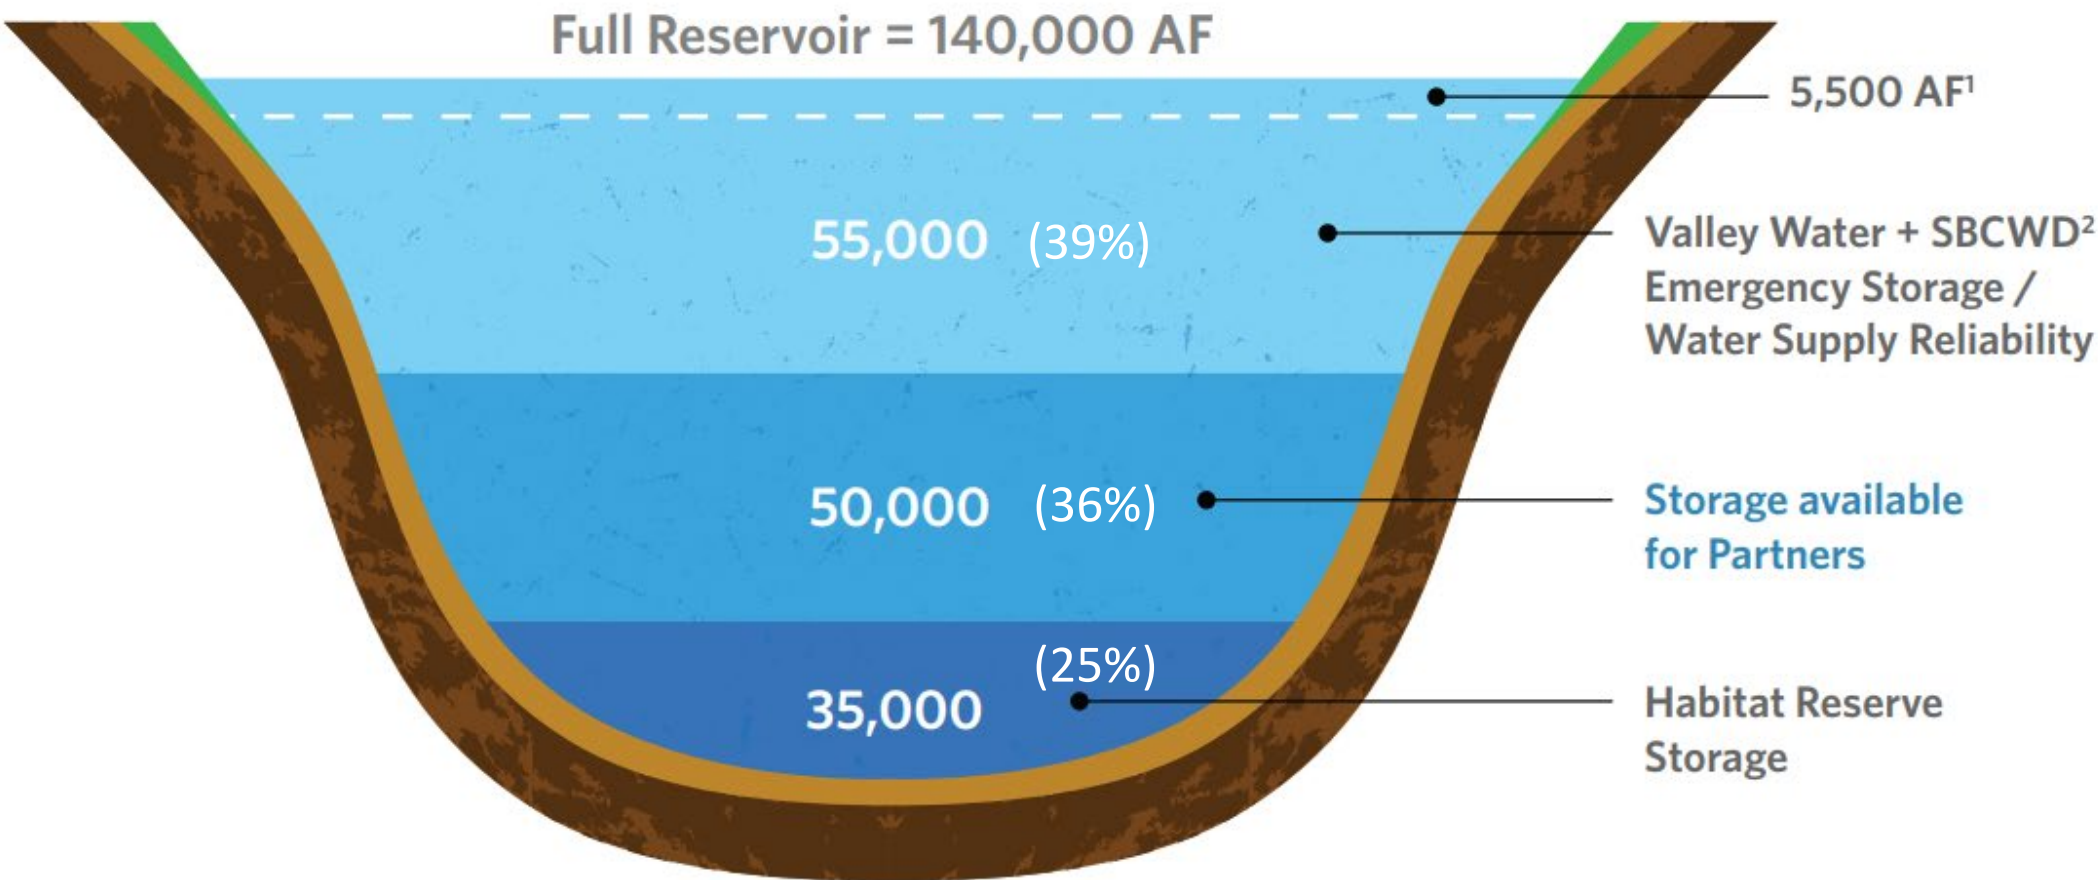 Full Reservoir = 140,000 AF
5,500 AF¹
55,000 (39%)
Valley Water + SBCWD²
Emergency Storage /
Water Supply Reliability
50,000 (36%)
Storage available
for Partners
(25%)
35,000
Habitat Reserve
Storage